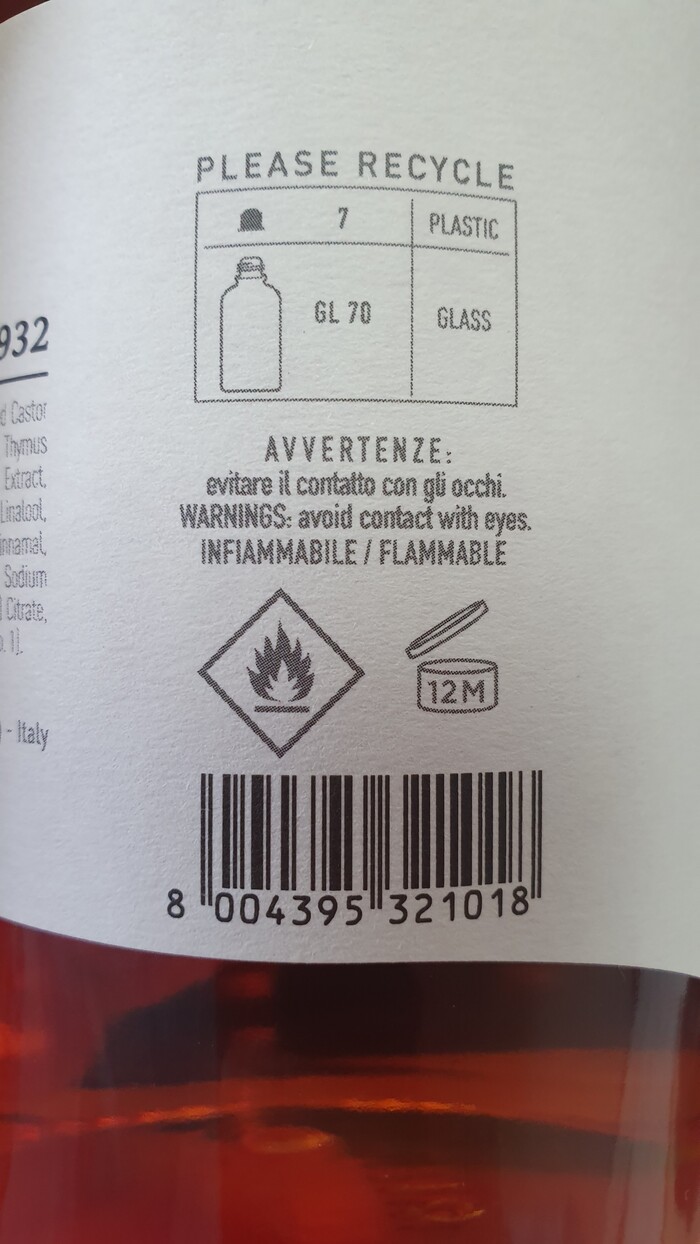 PLEASE RECYCLE
7 PLASTIC
GL 70 GLASS
932
Castor
Thymus
Extract,
Linalool,
Sodium
Citrate,
- Italy
AVVERTENZE:
evitare il contatto con gli occhi.
WARNINGS: avoid contact with eyes.
INFIAMMABILE / FLAMMABLE
12M
8 004395 321018